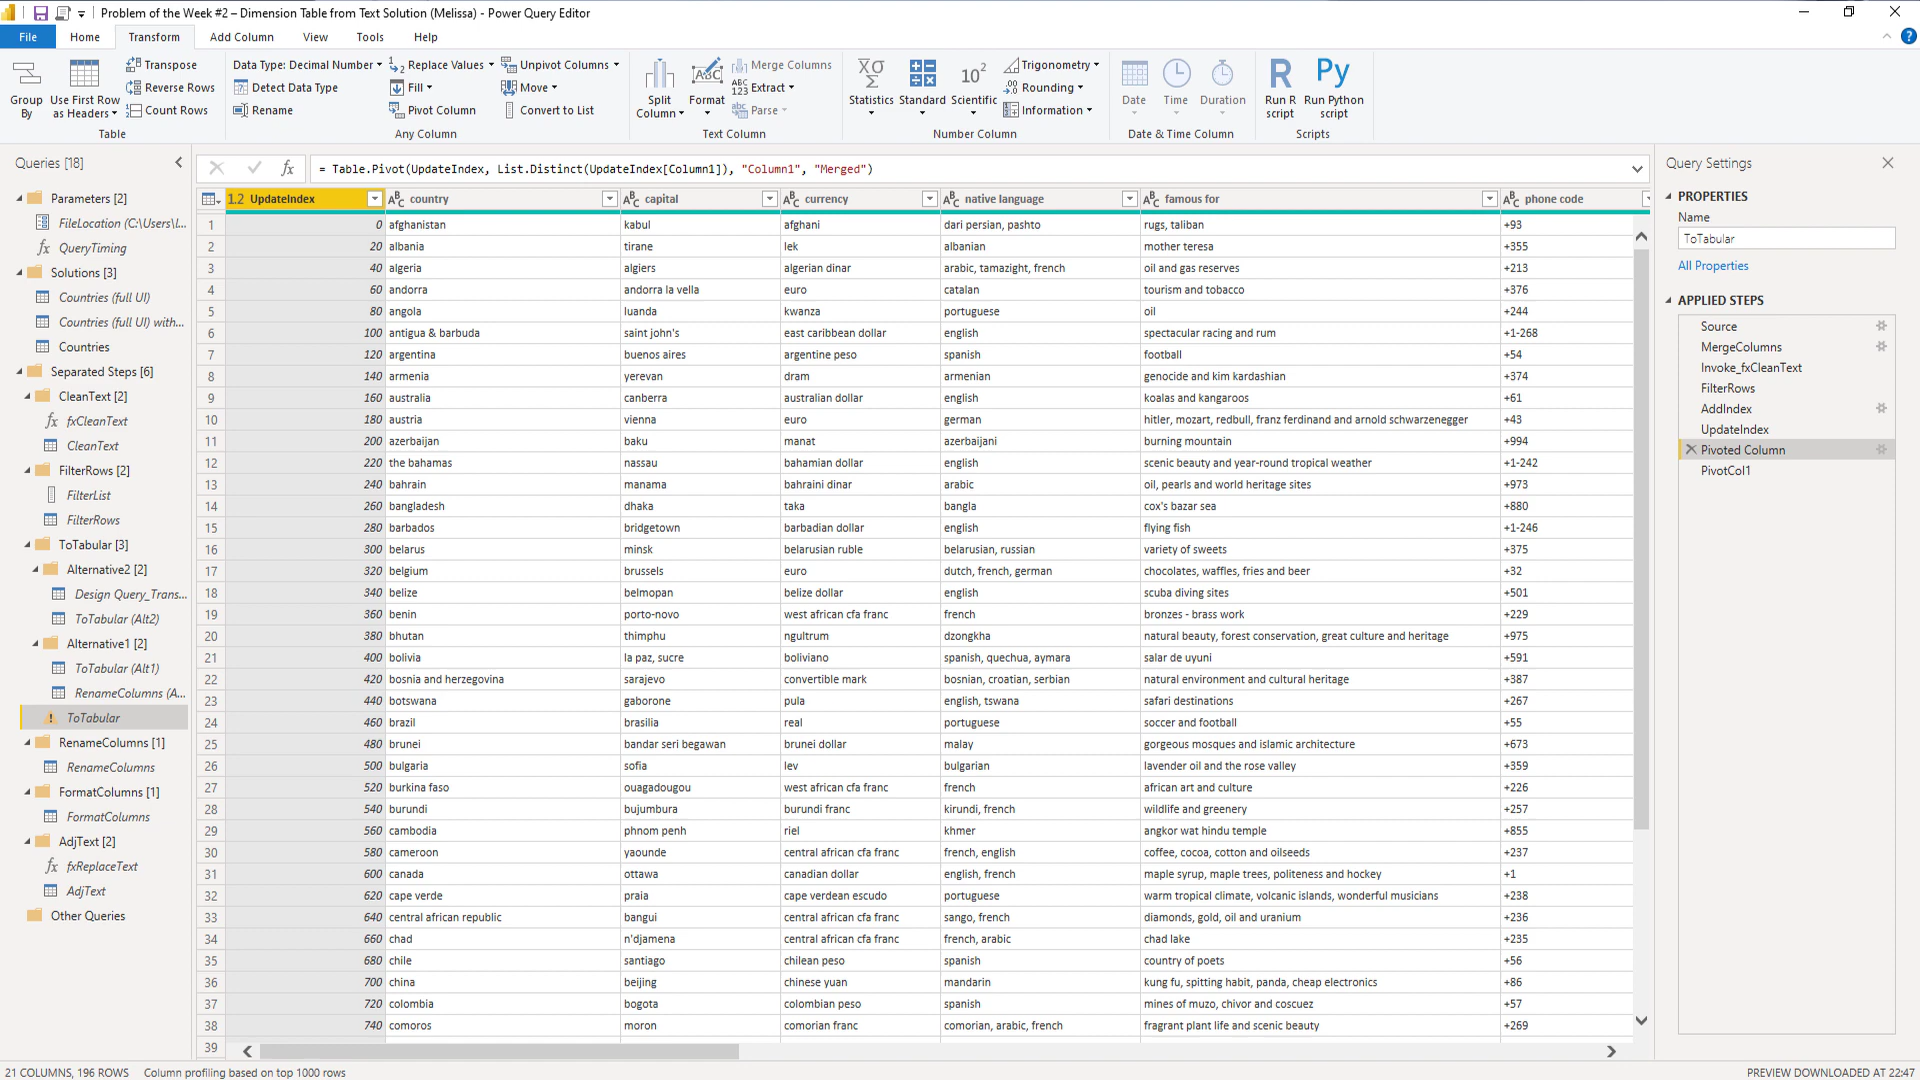 Problem of the Week #2 – Dimension Table from Text Solution (Melissa) - Power Query Editor
File Home Transform Add Column View Tools Help
Group By
Use First Row as Headers
Transpose
Reverse Rows
Count Rows
Table
Data Type: Decimal Number
Detect Data Type
Rename
Replace Values
Fill
Pivot Column
Unpivot Columns
Move
Convert to List
Any Column
Split Column
Format
Merge Columns
Extract
Parse
Text Column
Statistics
Standard
Scientific
Trigonometry
Rounding
Information
Number Column
Date
Time
Duration
Date & Time Column
Run R script
Run Python script
Scripts
Queries [18]
Parameters [2]
FileLocation (C:\Users\l...
QueryTiming
Solutions [3]
Countries (full UI)
Countries (full UI) with...
Countries
Separated Steps [6]
CleanText [2]
fxCleanText
CleanText
FilterRows [2]
FilterList
FilterRows
ToTabular [3]
Alternative2 [2]
Design Query_Trans...
ToTabular (Alt2)
Alternative1 [2]
ToTabular (Alt1)
RenameColumns (A...
ToTabular
RenameColumns [1]
RenameColumns
FormatColumns [1]
FormatColumns
AdjText [2]
fxReplaceText
AdjText
Other Queries
= Table.Pivot(UpdateIndex, List.Distinct(UpdateIndex[Column1]), "Column1", "Merged")
1.2 UpdateIndex country capital currency native language famous for phone code
1 0 afghanistan kabul afghani dari persian, pashto rugs, taliban +93
2 20 albania tirane lek albanian mother teresa +355
3 40 algeria algiers algerian dinar arabic, tamazight, french oil and gas reserves +213
4 60 andorra andorra la vella euro catalan tourism and tobacco +376
5 80 angola luanda kwanza portuguese oil +244
6 100 antigua & barbuda saint john's east caribbean dollar english spectacular racing and rum +1-268
7 120 argentina buenos aires argentine peso spanish football +54
8 140 armenia yerevan dram armenian genocide and kim kardashian +374
9 160 australia canberra australian dollar english koalas and kangaroos +61
10 180 austria vienna euro german hitler, mozart, redbull, franz ferdinand and arnold schwarzenegger +43
11 200 azerbaijan baku manat azerbaijani burning mountain +994
12 220 the bahamas nassau bahamian dollar english scenic beauty and year-round tropical weather +1-242
13 240 bahrain manama bahraini dinar arabic oil, pearls and world heritage sites +973
14 260 bangladesh dhaka taka bangla cox's bazar sea +880
15 280 barbados bridgetown barbadian dollar english flying fish +1-246
16 300 belarus minsk belarusian ruble belarusian, russian variety of sweets +375
17 320 belgium brussels euro dutch, french, german chocolates, waffles, fries and beer +32
18 340 belize belmopan belize dollar english scuba diving sites +501
19 360 benin porto-novo west african cfa franc french bronzes - brass work +229
20 380 bhutan thimphu ngultrum dzongkha natural beauty, forest conservation, great culture and heritage +975
21 400 bolivia la paz, sucre boliviano spanish, quechua, aymara salar de uyuni +591
22 420 bosnia and herzegovina sarajevo convertible mark bosnian, croatian, serbian natural environment and cultural heritage +387
23 440 botswana gaborone pula english, tswana safari destinations +267
24 460 brazil brasilia real portuguese soccer and football +55
25 480 brunei bandar seri begawan brunei dollar malay gorgeous mosques and islamic architecture +673
26 500 bulgaria sofia lev bulgarian lavender oil and the rose valley +359
27 520 burkina faso ouagadougou west african cfa franc french african art and culture +226
28 540 burundi bujumbura burundi franc kirundi, french wildlife and greenery +257
29 560 cambodia phnom penh riel khmer angkor wat hindu temple +855
30 580 cameroon yaounde central african cfa franc french, english coffee, cocoa, cotton and oilseeds +237
31 600 canada ottawa canadian dollar english, french maple syrup, maple trees, politeness and hockey +1
32 620 cape verde praia cape verdean escudo portuguese warm tropical climate, volcanic islands, wonderful musicians +238
33 640 central african republic bangui central african cfa franc sango, french diamonds, gold, oil and uranium +236
34 660 chad n'djamena central african cfa franc french, arabic chad lake +235
35 680 chile santiago chilean peso spanish country of poets +56
36 700 china beijing chinese yuan mandarin kung fu, spitting habit, panda, cheap electronics +86
37 720 colombia bogota colombian peso spanish mines of muzo, chivor and coscuez +57
38 740 comoros moron comorian franc comorian, arabic, french fragrant plant life and scenic beauty +269
39
Query Settings
PROPERTIES
Name
ToTabular
All Properties
APPLIED STEPS
Source
MergeColumns
Invoke_fxCleanText
FilterRows
AddIndex
UpdateIndex
Pivoted Column
PivotCol1
21 COLUMNS, 196 ROWS Column profiling based on top 1000 rows
PREVIEW DOWNLOADED AT 22:47